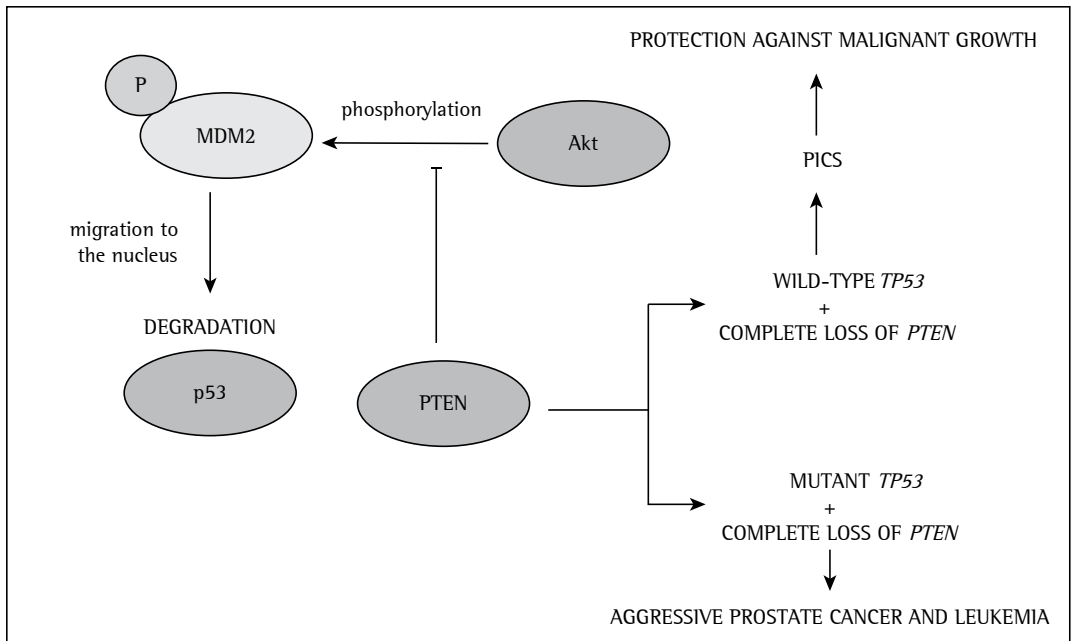 PROTECTION AGAINST MALIGNANT GROWTH
P
phosphorylation
MDM2
Akt
PICS
migration to
the nucleus
WILD-TYPE TP53
+
COMPLETE LOSS OF PTEN
DEGRADATION
p53
PTEN
MUTANT TP53
+
COMPLETE LOSS OF PTEN
AGGRESSIVE PROSTATE CANCER AND LEUKEMIA